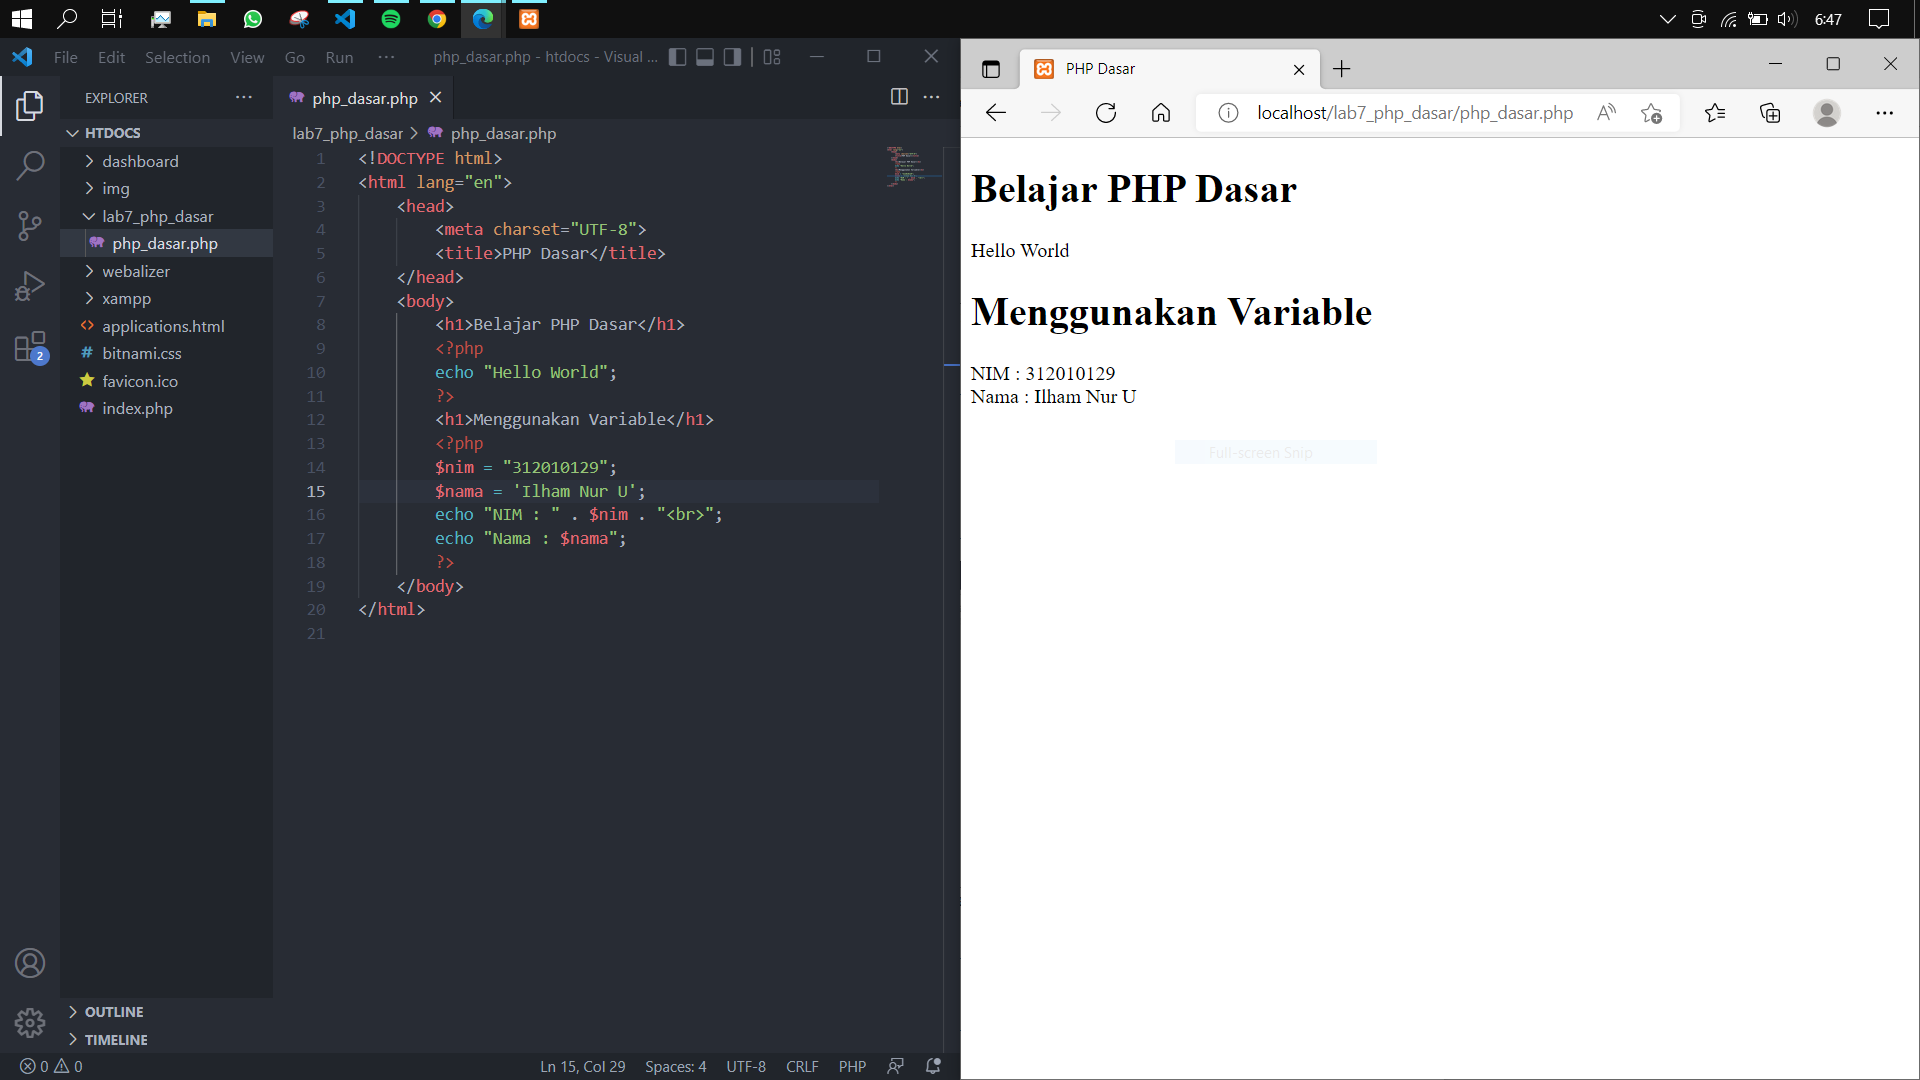 6:47
File Edit Selection View Go Run ··· php_dasar.php - htdocs - Visual ...
EXPLORER ···
HTDOCS
dashboard
img
lab7_php_dasar
php_dasar.php
webalizer
xampp
applications.html
# bitnami.css
favicon.ico
index.php
2
OUTLINE
TIMELINE
php_dasar.php
lab7_php_dasar > php_dasar.php
1 <!DOCTYPE html>
2 <html lang="en">
3 <head>
4 <meta charset="UTF-8">
5 <title>PHP Dasar</title>
6 </head>
7 <body>
8 <h1>Belajar PHP Dasar</h1>
9 <?php
10 echo "Hello World";
11 ?>
12 <h1>Menggunakan Variable</h1>
13 <?php
14 $nim = "312010129";
15 $nama = 'Ilham Nur U';
16 echo "NIM : " . $nim . "<br>";
17 echo "Nama : $nama";
18 ?>
19 </body>
20 </html>
21
0 0 Ln 15, Col 29 Spaces: 4 UTF-8 CRLF PHP
PHP Dasar
localhost/lab7_php_dasar/php_dasar.php
Belajar PHP Dasar
Hello World
Menggunakan Variable
NIM : 312010129
Nama : Ilham Nur U
Full-screen Snip